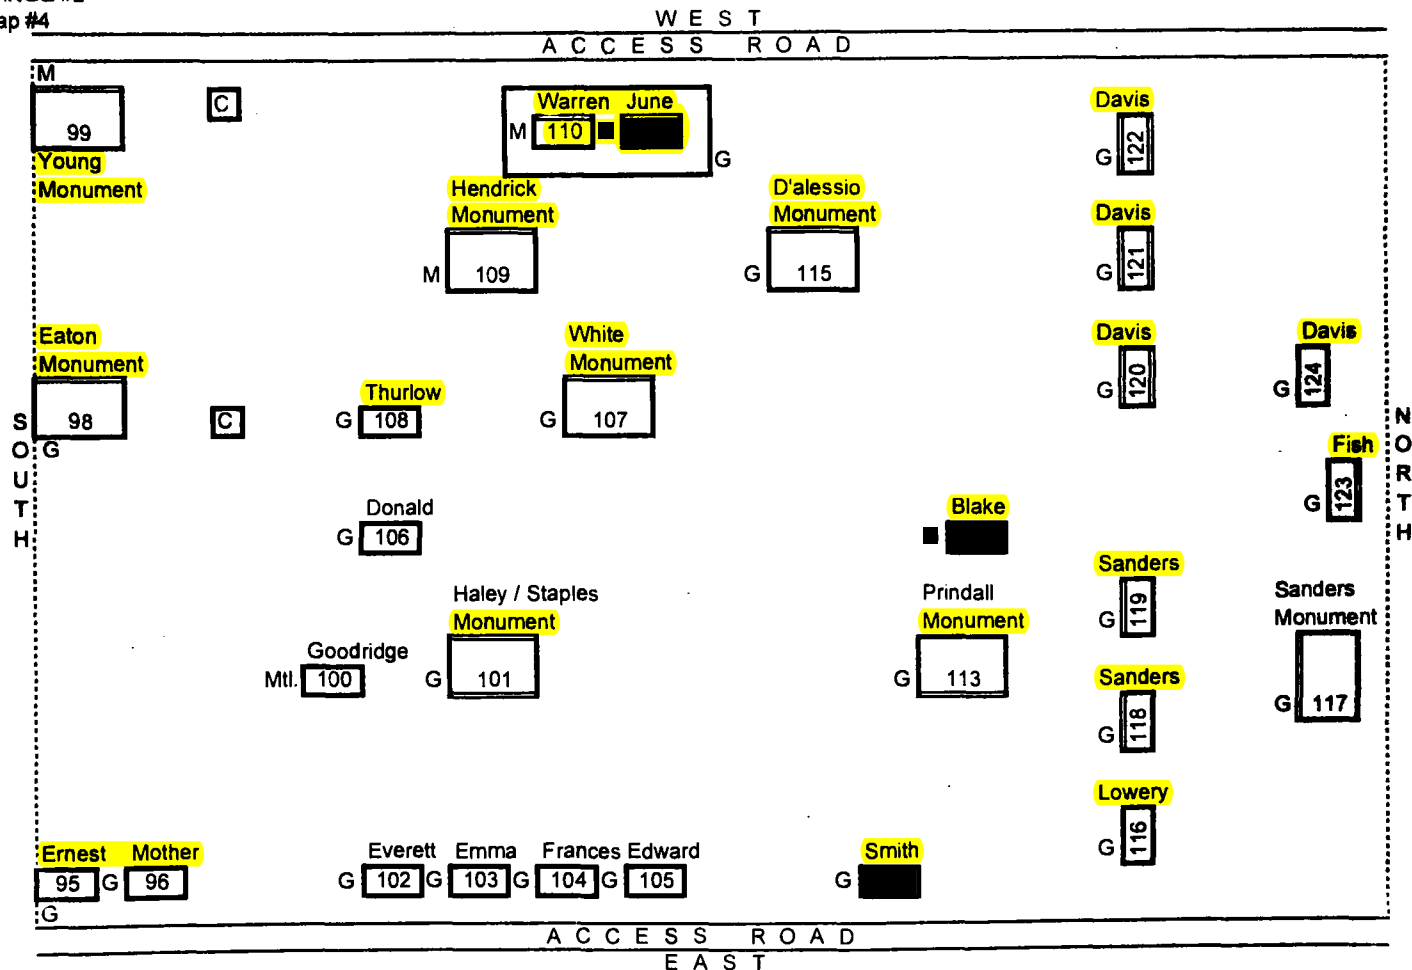 ap #4
WEST
ACCESS ROAD
M
99
Young
Monument
C
Warren June
M 110
G
Hendrick
Monument
M 109
D'alessio
Monument
G 115
Davis
G 122
Davis
G 121
Eaton
Monument
98
G
C
Thurlow
G 108
White
Monument
G 107
Davis
G 120
Davis
G 124
SOUTH
NORTH
Fish
G 123
Donald
G 106
Blake
Haley / Staples
Monument
G 101
Goodridge
Mtl. 100
Prindall
Monument
G 113
Sanders
G 119
Sanders
Monument
G 117
Sanders
G 118
Lowery
G 116
Ernest Mother
95 G 96
G
Everett Emma Frances Edward
G 102 G 103 G 104 G 105
Smith
G
ACCESS ROAD
EAST